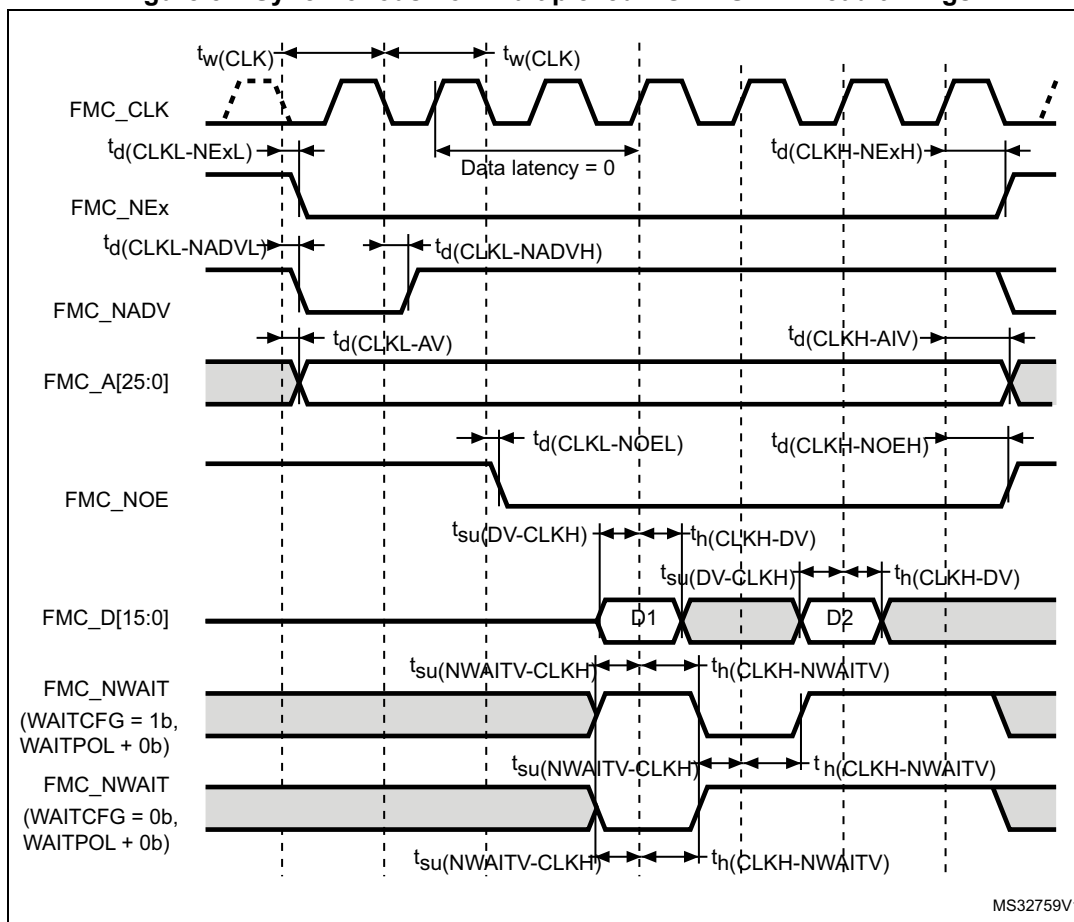 tw(CLK) tw(CLK)
FMC_CLK
td(CLKL-NExL) Data latency = 0 td(CLKH-NExH)
FMC_NEx
td(CLKL-NADVL) td(CLKL-NADVH)
FMC_NADV
td(CLKL-AV) td(CLKH-AIV)
FMC_A[25:0]
td(CLKL-NOEL) td(CLKH-NOEH)
FMC_NOE
tsu(DV-CLKH) th(CLKH-DV)
tsu(DV-CLKH) th(CLKH-DV)
FMC_D[15:0] D1 D2
tsu(NWAITV-CLKH) th(CLKH-NWAITV)
FMC_NWAIT
(WAITCFG = 1b,
WAITPOL + 0b)
tsu(NWAITV-CLKH) t h(CLKH-NWAITV)
FMC_NWAIT
(WAITCFG = 0b,
WAITPOL + 0b)
tsu(NWAITV-CLKH) th(CLKH-NWAITV)